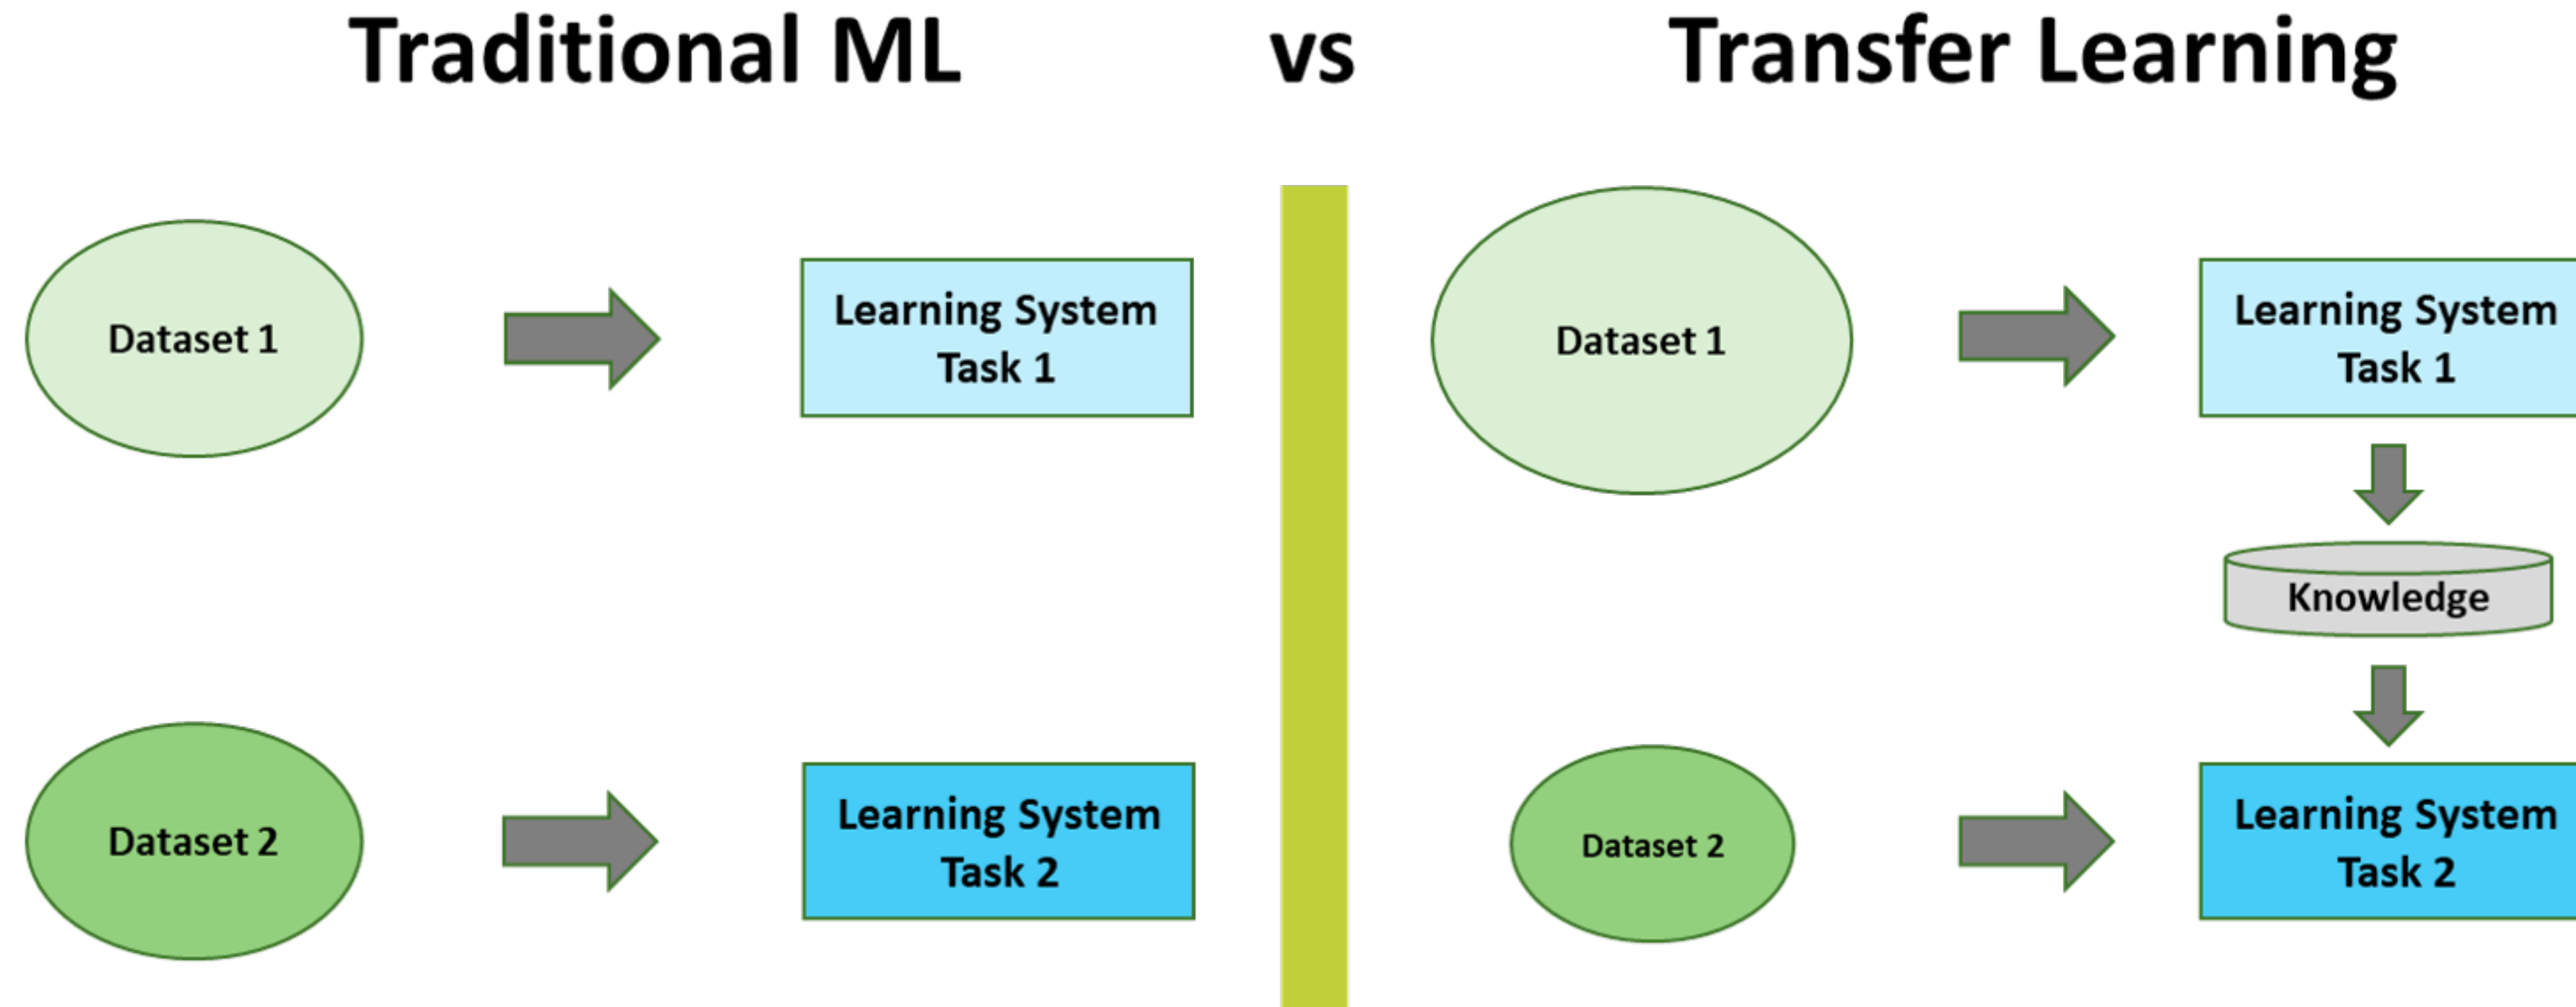 Traditional ML vs Transfer Learning
Dataset 1
Learning System
Task 1
Dataset 2
Learning System
Task 2
Dataset 1
Learning System
Task 1
Knowledge
Dataset 2
Learning System
Task 2